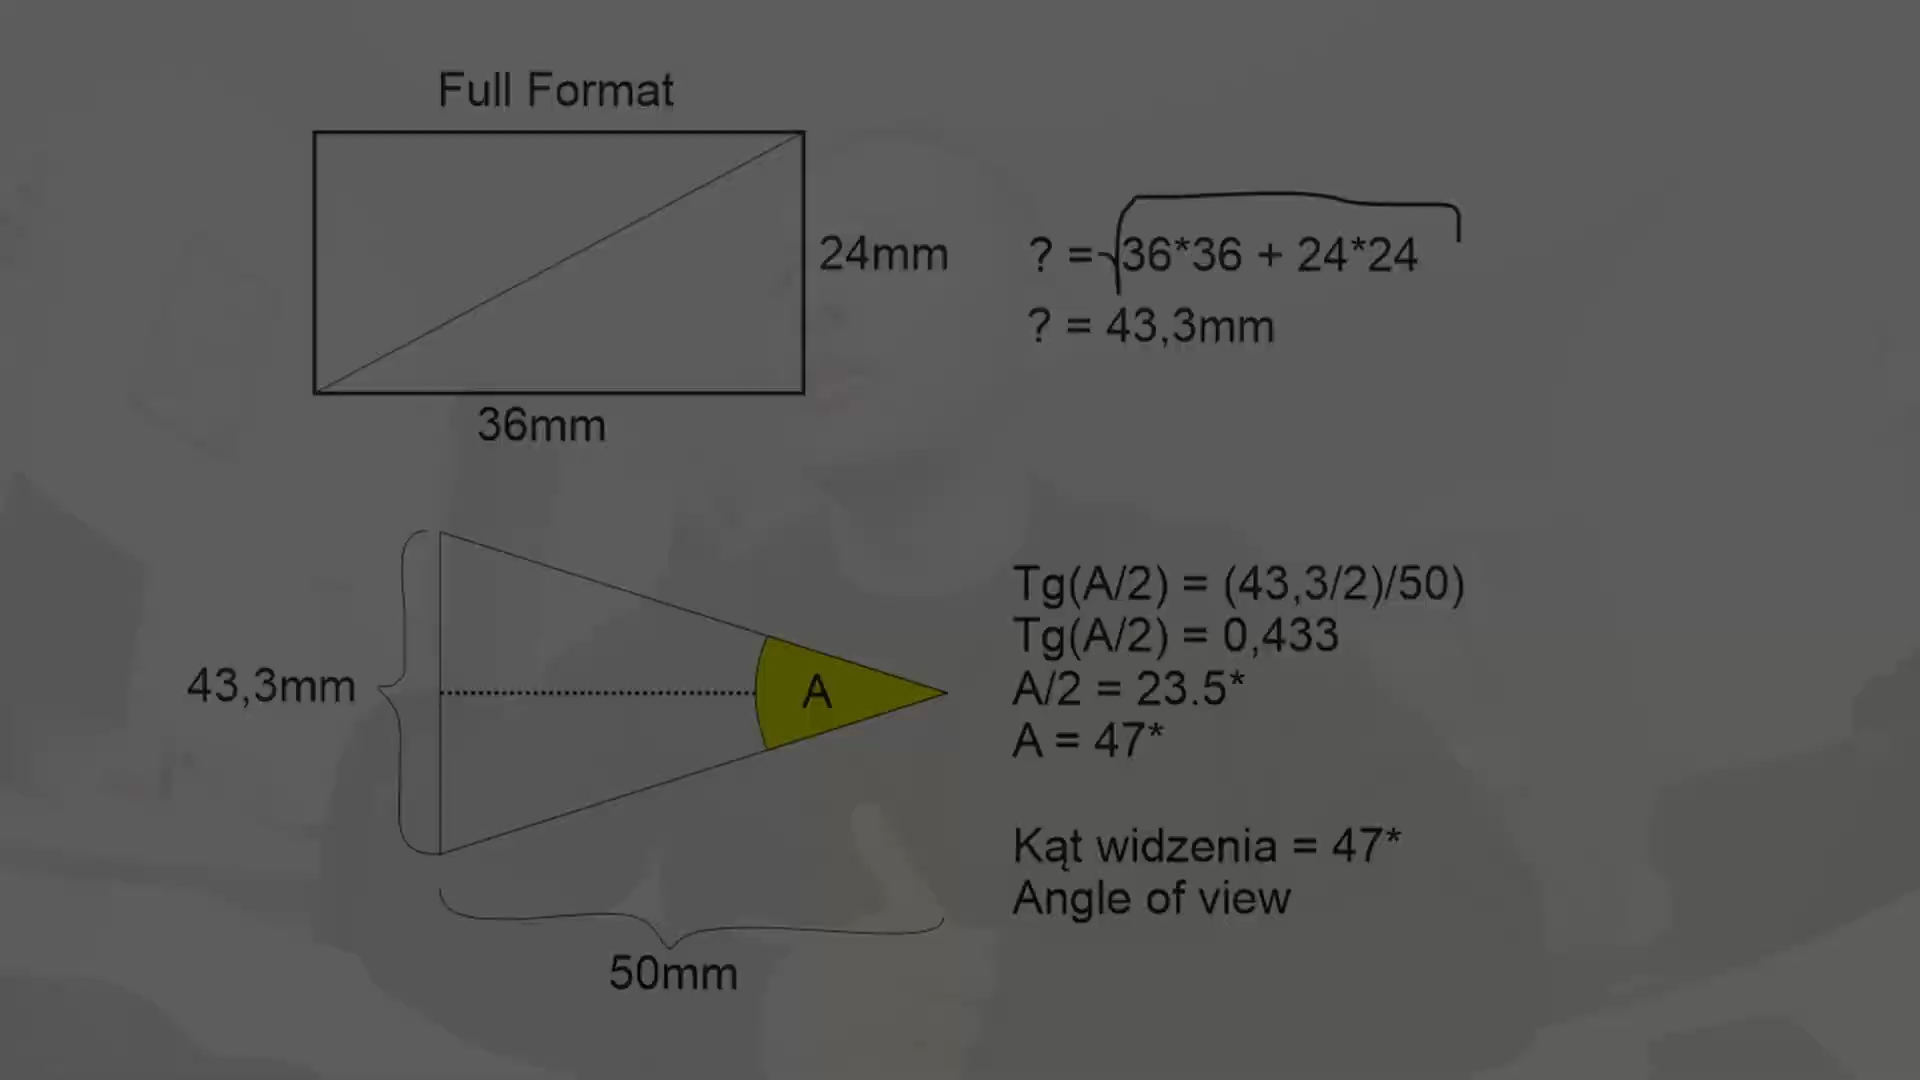 Full Format
24mm
36mm
? = √36*36 + 24*24
? = 43,3mm
43,3mm
A
50mm
Tg(A/2) = (43,3/2)/50)
Tg(A/2) = 0,433
A/2 = 23.5*
A = 47*
Kąt widzenia = 47*
Angle of view